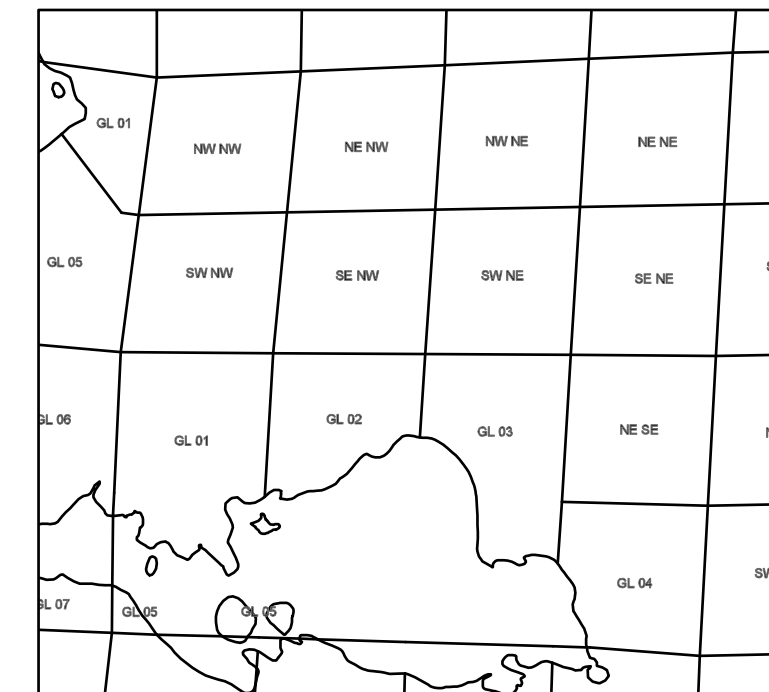 GL 01
NW NW
NE NW
NW NE
NE NE
GL 05
SW NW
SE NW
SW NE
SE NE
GL 06
GL 01
GL 02
GL 03
NE SE
GL 07
GL 05
GL 05
GL 04
SW